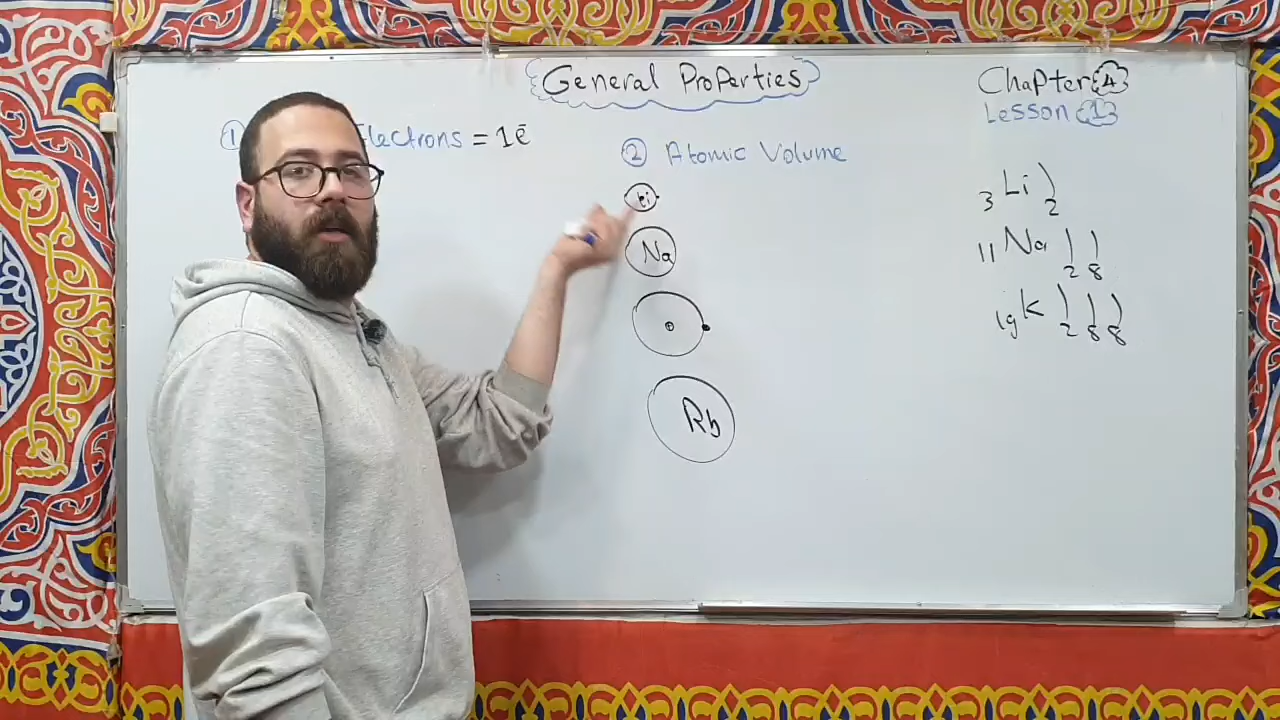 General Properties
Chapter 4
Lesson 1
① Electrons = 1ē
② Atomic Volume
Li
Na
Rb
3 Li ) 2
11 Na ) 2 ) 8
19 K ) 2 ) 8 ) 8